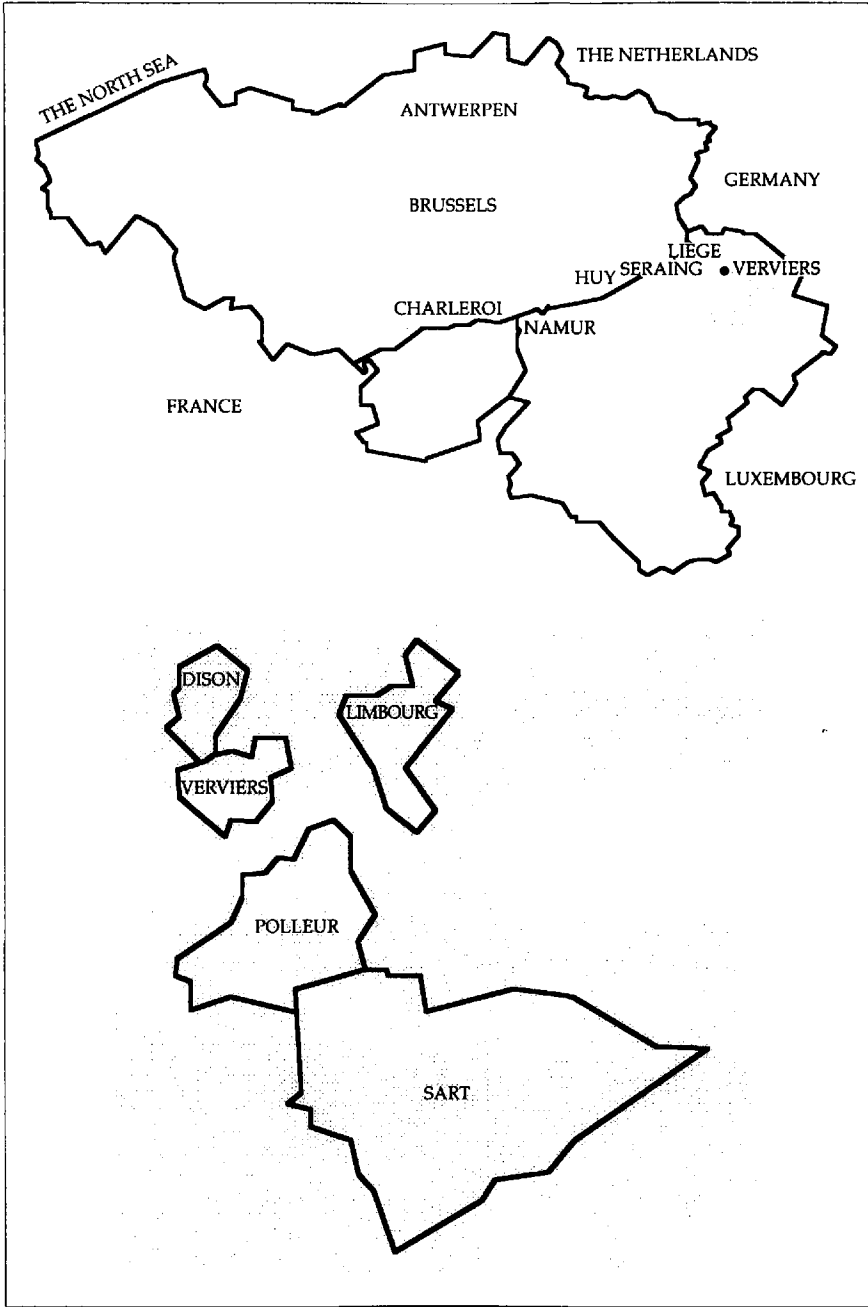 THE NETHERLANDS
THE NORTH SEA
ANTWERPEN
GERMANY
BRUSSELS
LIÈGE
HUY SERAING VERVIERS
CHARLEROI
NAMUR
FRANCE
LUXEMBOURG
DISON
LIMBOURG
VERVIERS
POLLEUR
SART